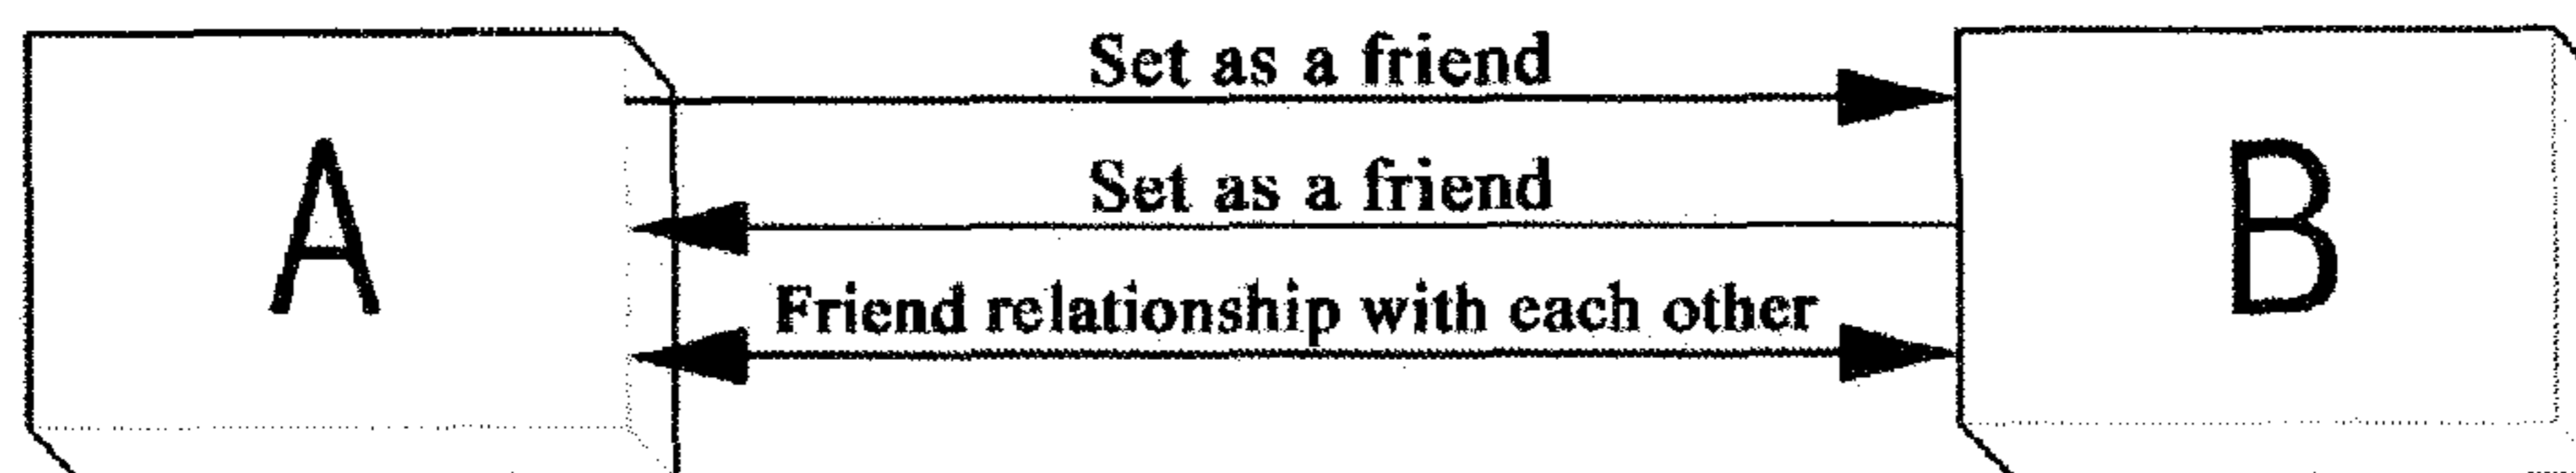 Set as a friend
A
Set as a friend
B
Friend relationship with each other